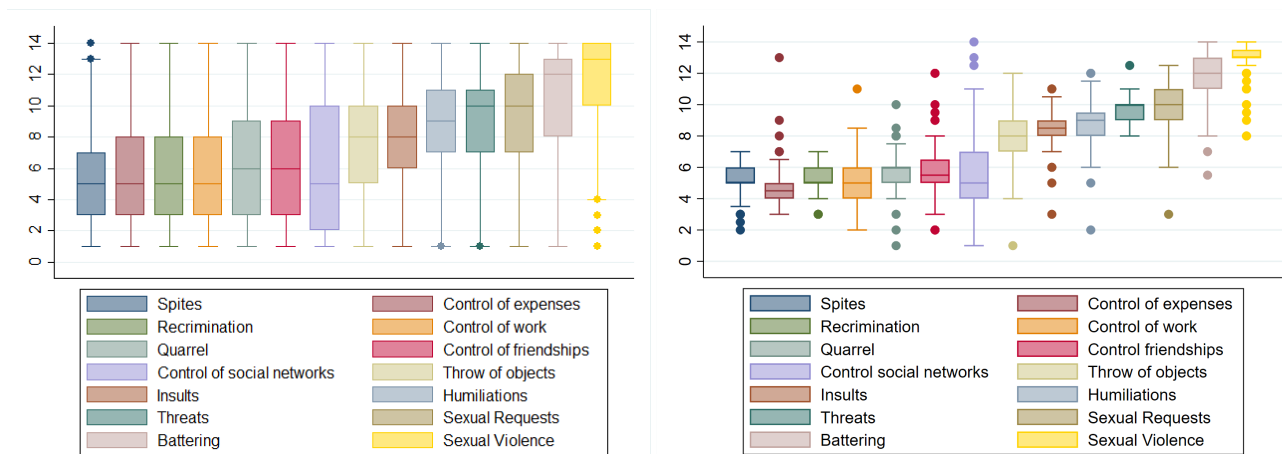 14
12
10
8
6
4
2
0
Spites Control of expenses
Recrimination Control of work
Quarrel Control of friendships
Control of social networks Throw of objects
Insults Humiliations
Threats Sexual Requests
Battering Sexual Violence
14
12
10
8
6
4
2
0
Spites Control of expenses
Recrimination Control of work
Quarrel Control friendships
Control social networks Throw of objects
Insults Humiliations
Threats Sexual Requests
Battering Sexual Violence